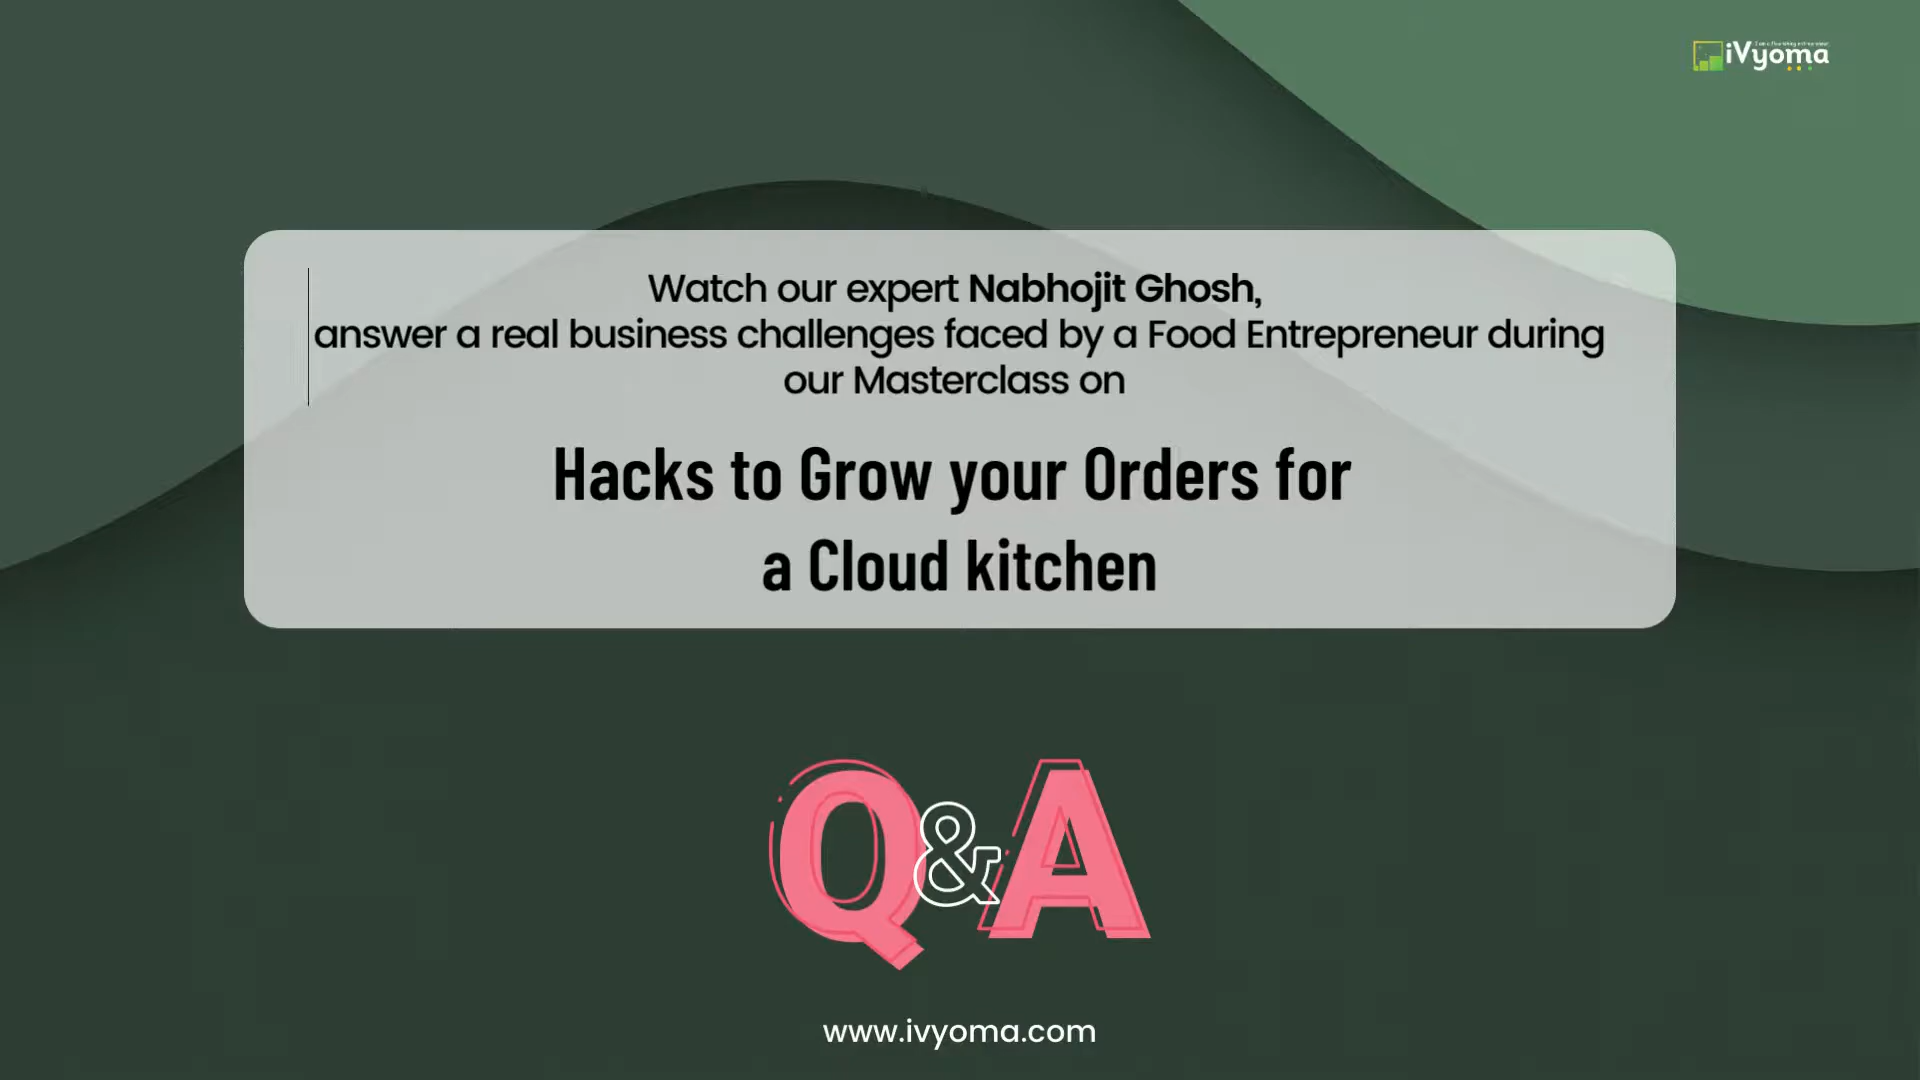 iVyoma
Watch our expert Nabhojit Ghosh,
answer a real business challenges faced by a Food Entrepreneur during
our Masterclass on
Hacks to Grow your Orders for
a Cloud kitchen
Q&A
www.ivyoma.com